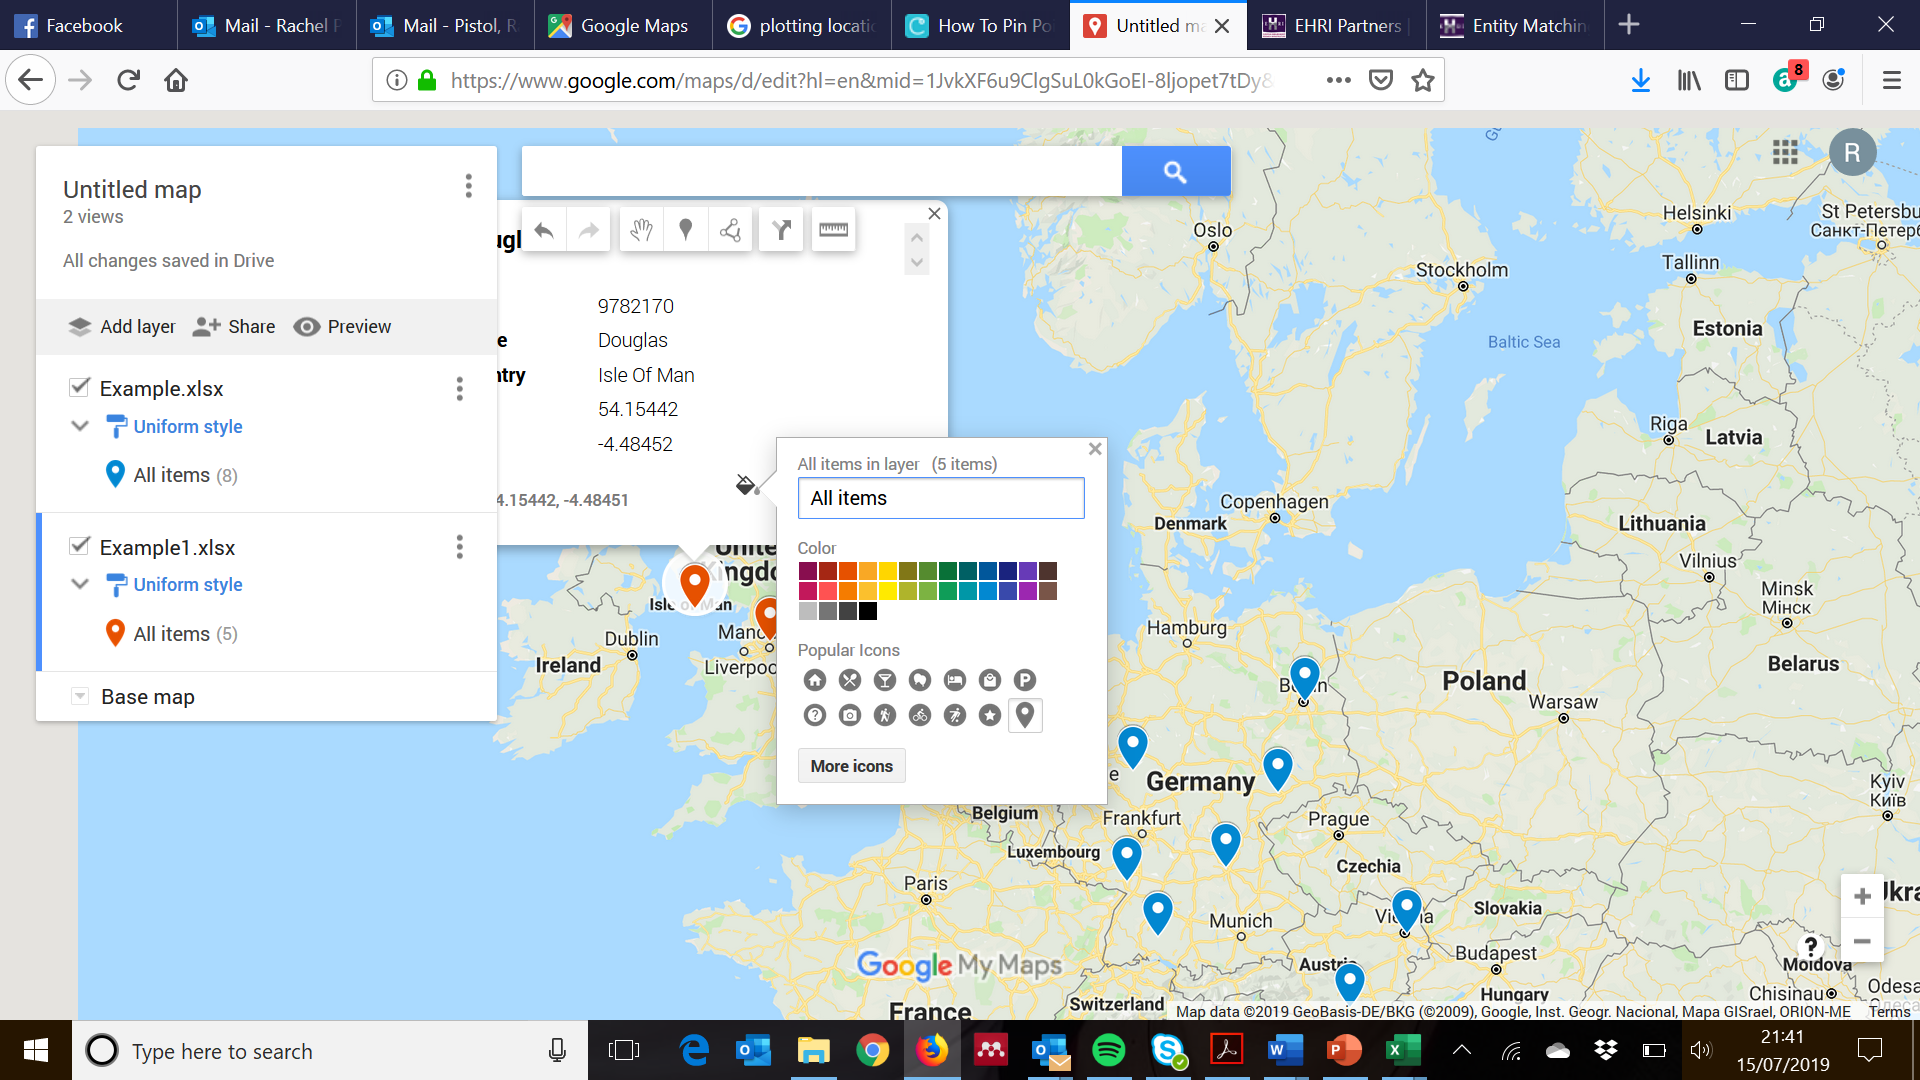 Facebook
Mail - Rachel P
Mail - Pistol, R
Google Maps
plotting locatio
How To Pin Po
Untitled ma
EHRI Partners
Entity Matchin
https://www.google.com/maps/d/edit?hl=en&mid=1JvkXF6u9ClgSuL0kGoEI-8ljopet7tDy&
8
Untitled map
2 views
All changes saved in Drive
Add layer
Share
Preview
Example.xlsx
Uniform style
All items (8)
Example1.xlsx
Uniform style
All items (5)
Base map
ugl
9782170
e
Douglas
ntry
Isle Of Man
54.15442
-4.48452
4.15442, -4.48451
All items in layer (5 items)
All items
Color
Popular Icons
P
?
More icons
R
Oslo
Helsinki
St Petersbu
Санкт-Петерб
Stockholm
Tallinn
Estonia
Baltic Sea
Riga
Latvia
Copenhagen
Denmark
Lithuania
Vilnius
Minsk
Мінск
Belarus
United
Kingdo
Isle of Man
Dublin
Ireland
Manc
Liverpoo
Hamburg
Berlin
Poland
Warsaw
Germany
Kyiv
Київ
Belgium
Frankfurt
Prague
Luxembourg
Czechia
Paris
Munich
Vienna
Slovakia
Ukra
Budapest
Moldova
Austria
Hungary
Chisinau
Odesa
Switzerland
France
Google My Maps
?
Map data ©2019 GeoBasis-DE/BKG (©2009), Google, Inst. Geogr. Nacional, Mapa GISrael, ORION-ME
Terms
Type here to search
21:41
15/07/2019